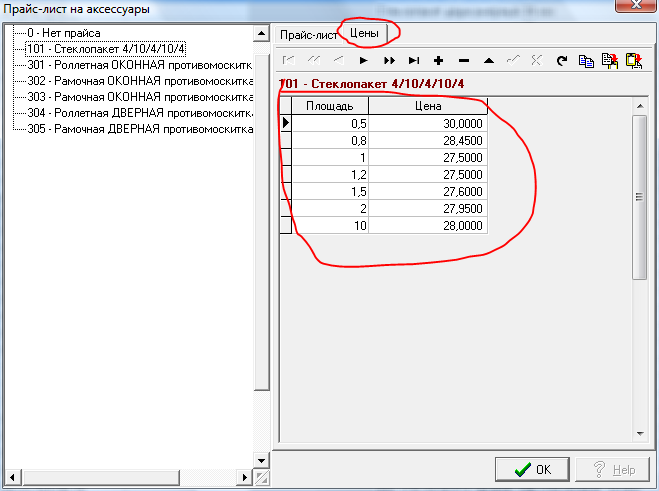 Прайс-лист на аксессуары
0 - Нет прайса
101 - Стеклопакет 4/10/4/10/4
301 - Роллетная ОКОННАЯ противомоскитка
302 - Рамочная ОКОННАЯ противомоскитка
303 - Рамочная ОКОННАЯ противомоскитка
304 - Роллетная ДВЕРНАЯ противомоскитка
305 - Рамочная ДВЕРНАЯ противомоскитка
Прайс-лист Цены
101 - Стеклопакет 4/10/4/10/4
Площадь Цена
0,5 30,0000
0,8 28,4500
1 27,5000
1,2 27,5000
1,5 27,6000
2 27,9500
10 28,0000
OK ? Help